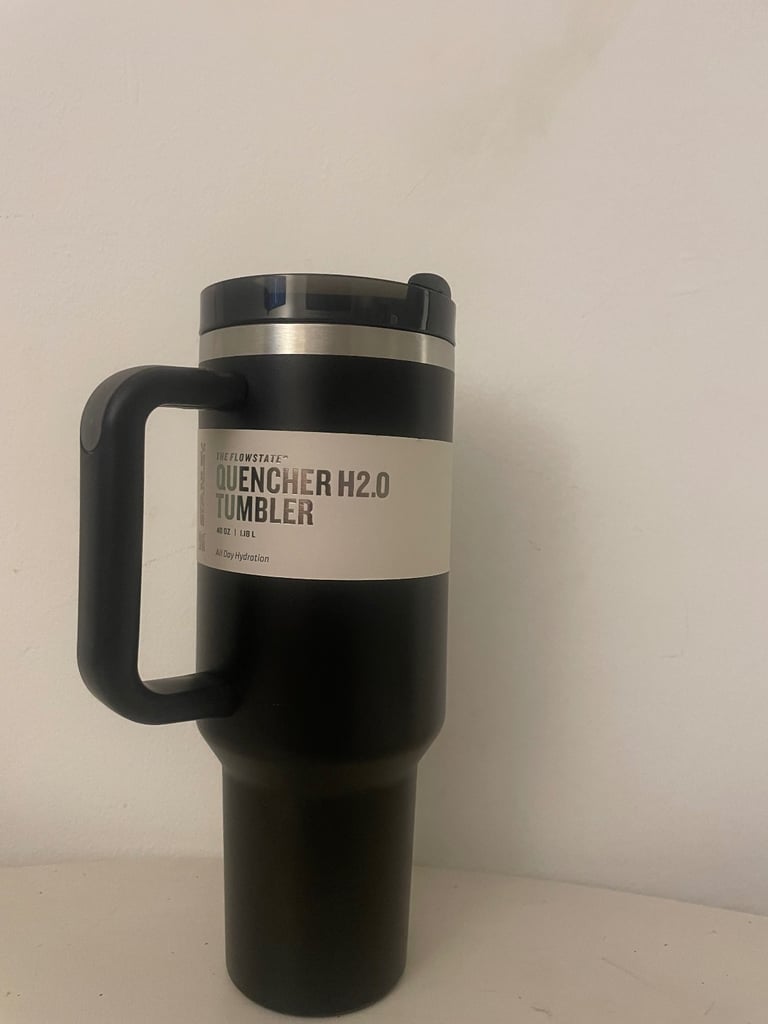 THE FLOWSTATE™
QUENCHER H2.0
TUMBLER
40 OZ | 1.18 L
All Day Hydration
STANLEY